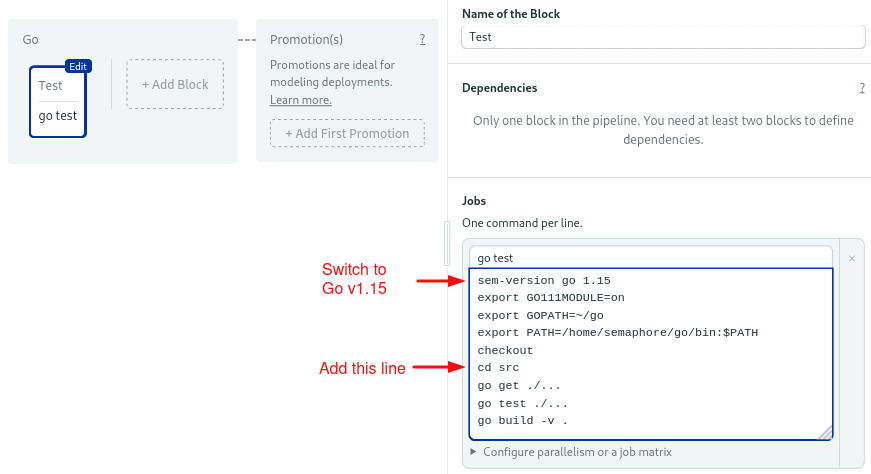 Go
Edit
Test
go test
+ Add Block
Promotion(s)
?
Promotions are ideal for
modeling deployments.
Learn more.
+ Add First Promotion
Name of the Block
Test
Dependencies
?
Only one block in the pipeline. You need at least two blocks to define
dependencies.
Jobs
One command per line.
go test
×
Switch to
Go v1.15
Add this line
sem-version go 1.15
export GO111MODULE=on
export GOPATH=~/go
export PATH=/home/semaphore/go/bin:$PATH
checkout
cd src
go get ./...
go test ./...
go build -v .
Configure parallelism or a job matrix